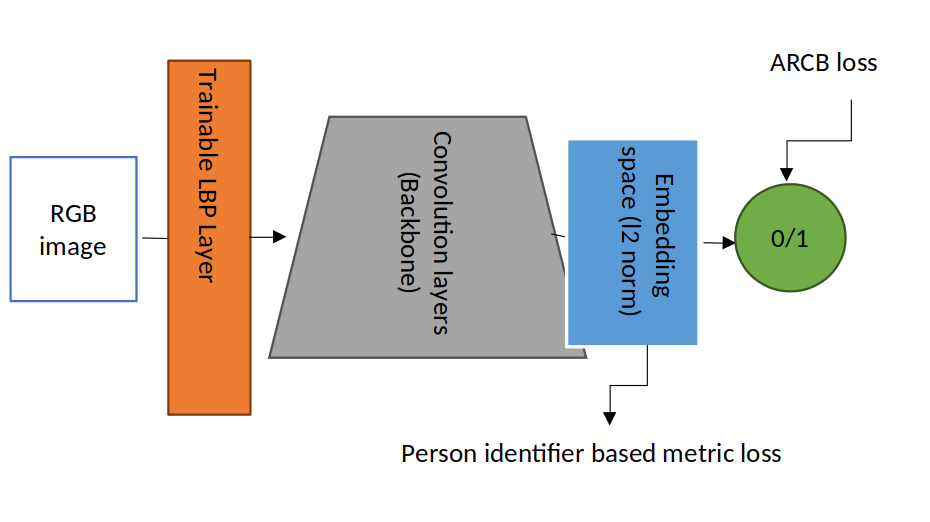 RGB
image
Trainable LBP Layer
Convolution layers
(Backbone)
Embedding
space (l2 norm)
0/1
ARCB loss
Person identifier based metric loss